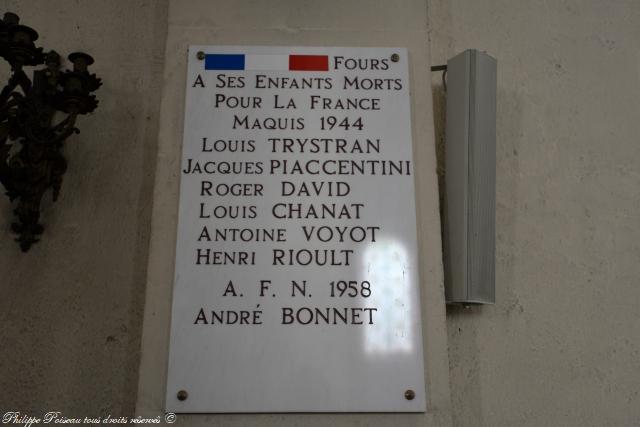 Fours
A Ses Enfants Morts
Pour La France
Maquis 1944
Louis TRYSTRAN
Jacques PIACCENTINI
Roger DAVID
Louis CHANAT
Antoine VOYOT
Henri RIOULT
A. F. N. 1958
André BONNET
Philippe Poiseau tous droits réservés ©